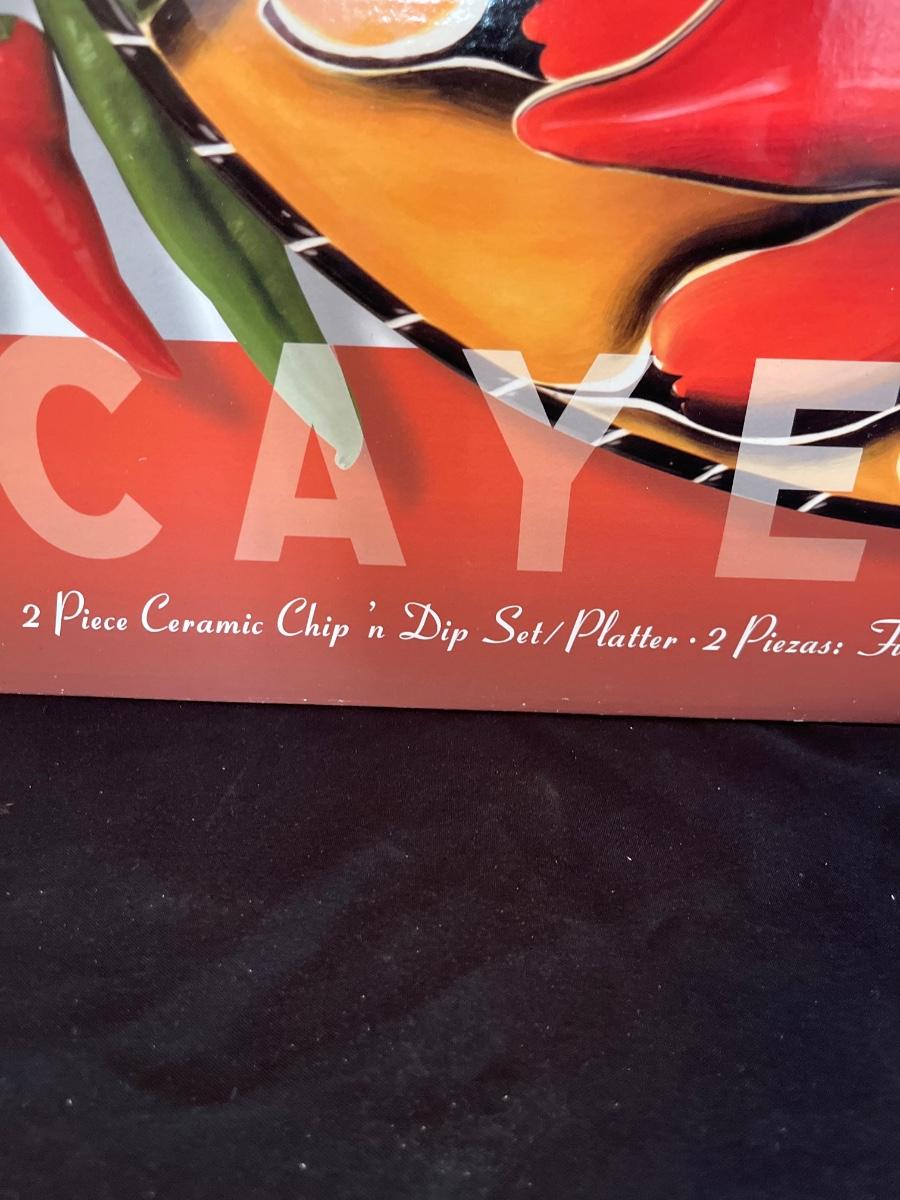 CAYE
2 Piece Ceramic Chip 'n Dip Set/Platter · 2 Piezas: